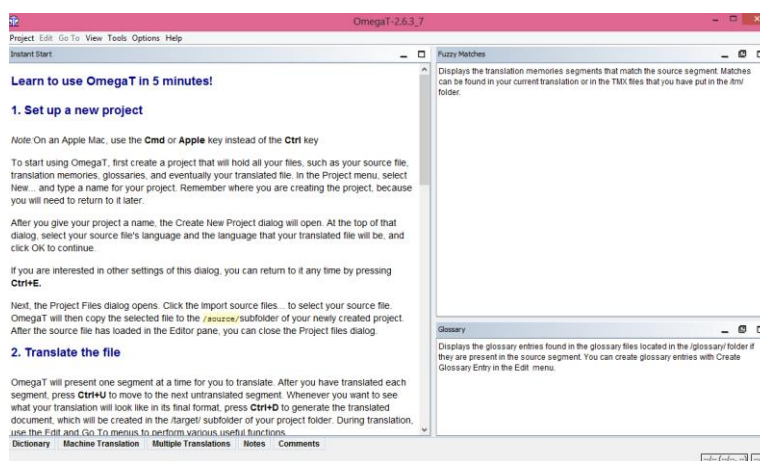 OmegaT-2.6.3_7
Project Edit Go To View Tools Options Help
Instant Start
Learn to use OmegaT in 5 minutes!
1. Set up a new project
Note: On an Apple Mac, use the Cmd or Apple key instead of the Ctrl key
To start using OmegaT, first create a project that will hold all your files, such as your source file,
translation memories, glossaries, and eventually your translated file. In the Project menu, select
New... and type a name for your project. Remember where you are creating the project, because
you will need to return to it later.
After you give your project a name, the Create New Project dialog will open. At the top of that
dialog, select your source file's language and the language that your translated file will be, and
click OK to continue.
If you are interested in other settings of this dialog, you can return to it any time by pressing
Ctrl+E.
Next, the Project Files dialog opens. Click the Import source files... to select your source file.
OmegaT will then copy the selected file to the /source/subfolder of your newly created project.
After the source file has loaded in the Editor pane, you can close the Project files dialog.
2. Translate the file
OmegaT will present one segment at a time for you to translate. After you have translated each
segment, press Ctrl+U to move to the next untranslated segment. Whenever you want to see
what your translation will look like in its final format, press Ctrl+D to generate the translated
document, which will be created in the /target/ subfolder of your project folder. During translation,
use the Edit and Go To menus to perform various useful functions.
Fuzzy Matches
Displays the translation memories segments that match the source segment. Matches
can be found in your current translation or in the TMX files that you have put in the /tm/
folder.
Glossary
Displays the glossary entries found in the glossary files located in the /glossary/ folder if
they are present in the source segment. You can create glossary entries with Create
Glossary Entry in the Edit menu.
Dictionary Machine Translation Multiple Translations Notes Comments